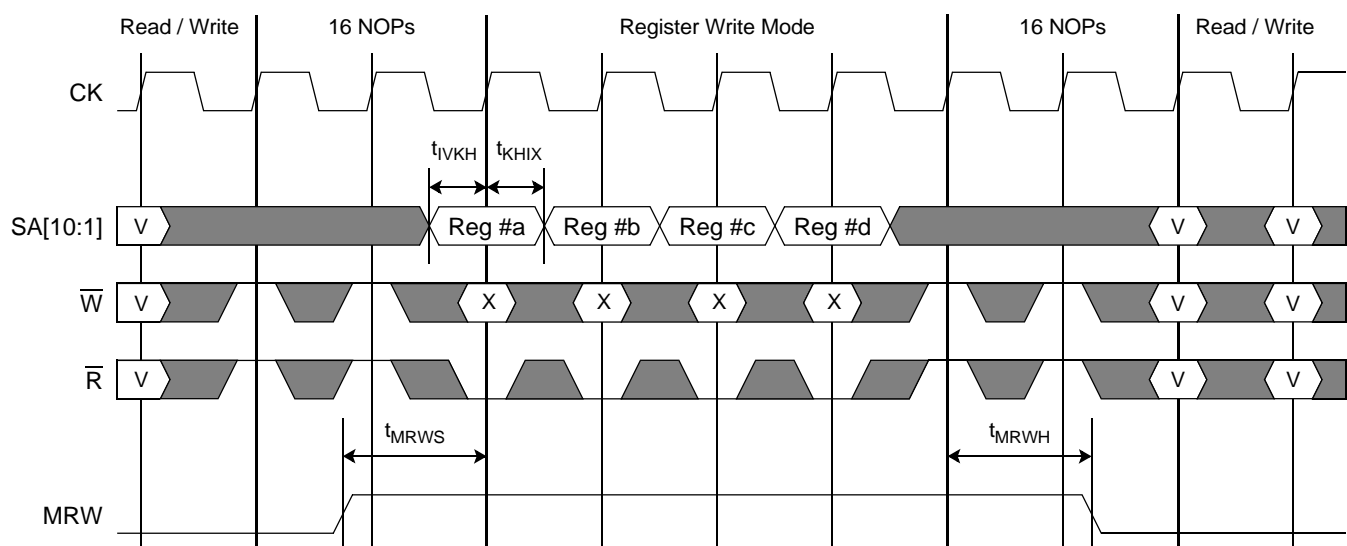 Read / Write 16 NOPs Register Write Mode 16 NOPs Read / Write
CK
tIVKH tKHIX
SA[10:1] V Reg #a Reg #b Reg #c Reg #d V V
W̅ V X X X X V V
R̅ V V V
tMRWS tMRWH
MRW